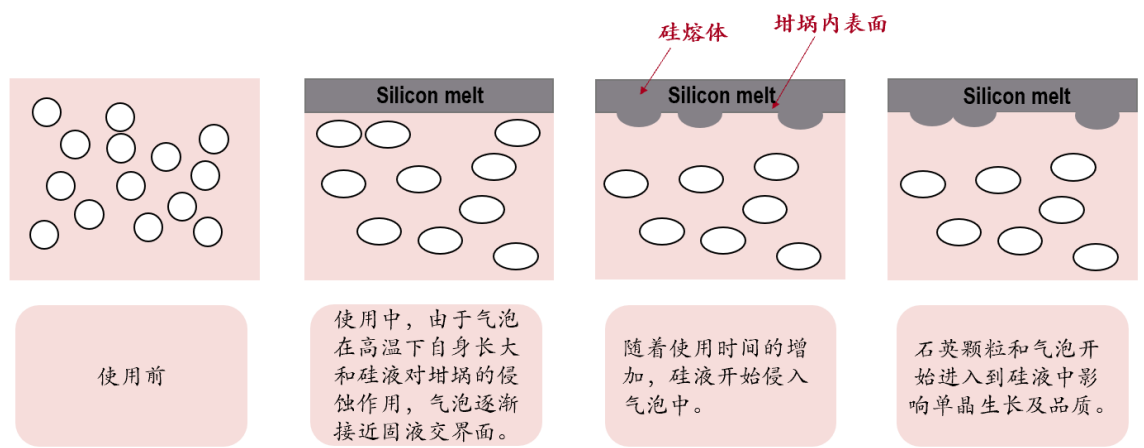 硅熔体
坩埚内表面
Silicon melt
Silicon melt
Silicon melt
使用前
使用中，由于气泡
在高温下自身长大
和硅液对坩埚的侵
蚀作用，气泡逐渐
接近固液交界面。
随着使用时间的增
加，硅液开始侵入
气泡中。
石英颗粒和气泡开
始进入到硅液中影
响单晶生长及品质。